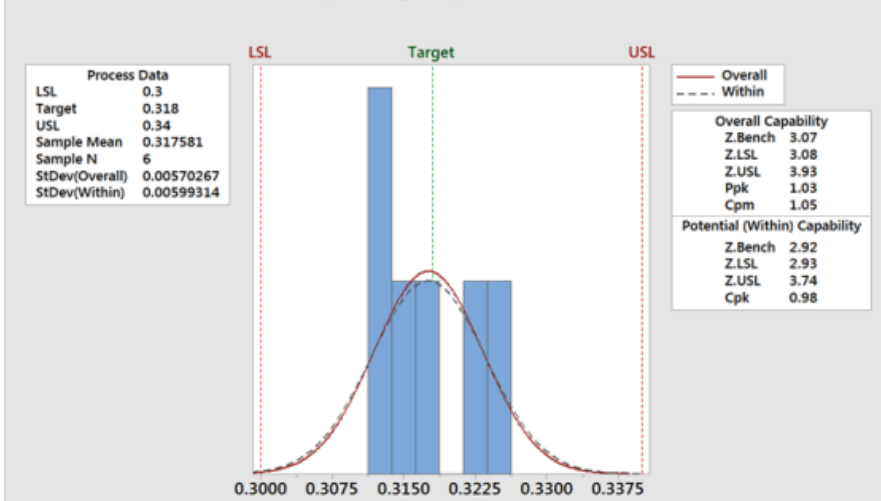 LSL Target USL
Process Data
LSL 0.3
Target 0.318
USL 0.34
Sample Mean 0.317581
Sample N 6
StDev(Overall) 0.00570267
StDev(Within) 0.00599314
Overall
Within
Overall Capability
Z.Bench 3.07
Z.LSL 3.08
Z.USL 3.93
Ppk 1.03
Cpm 1.05
Potential (Within) Capability
Z.Bench 2.92
Z.LSL 2.93
Z.USL 3.74
Cpk 0.98
0.3000 0.3075 0.3150 0.3225 0.3300 0.3375